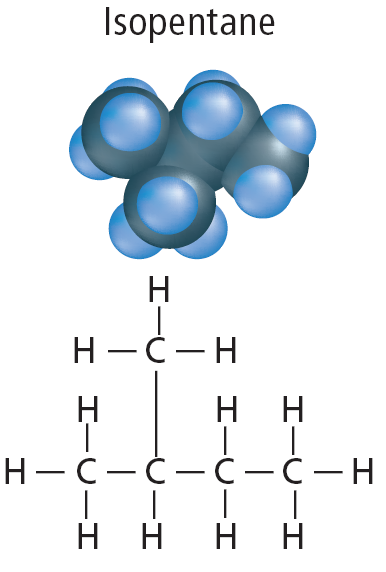 Isopentane
H
H — C — H
H H H
H — C — C — C — C — H
H H H H